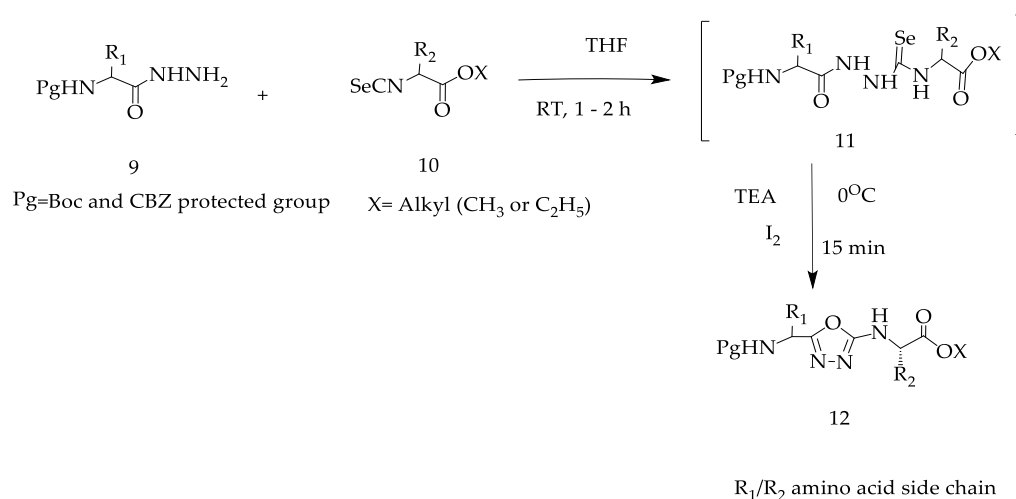 R1
PgHN
NHNH2
O
+
SeCN
R2
OX
O
THF
RT, 1 - 2 h
R1
PgHN
O
NH
NH
Se
N
H
R2
OX
O
9
10
11
Pg=Boc and CBZ protected group
X= Alkyl (CH3 or C2H5)
TEA
0OC
I2
15 min
R1
PgHN
O
N-N
H
N
O
OX
R2
12
R1/R2 amino acid side chain